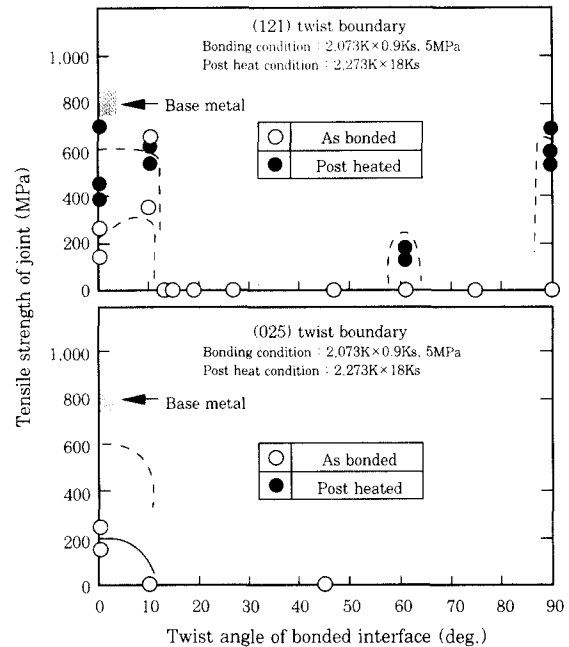 (121) twist boundary
Bonding condition : 2,073K×0.9Ks, 5MPa
Post heat condition : 2,273K×18Ks
1,000
800
600
400
200
0
Base metal
As bonded
Post heated
(025) twist boundary
Bonding condition : 2,073K×0.9Ks, 5MPa
Post heat condition : 2,273K×18Ks
1,000
800
600
400
200
0
Base metal
As bonded
Post heated
Tensile strength of joint (MPa)
0 10 20 30 40 50 60 70 80 90
Twist angle of bonded interface (deg.)